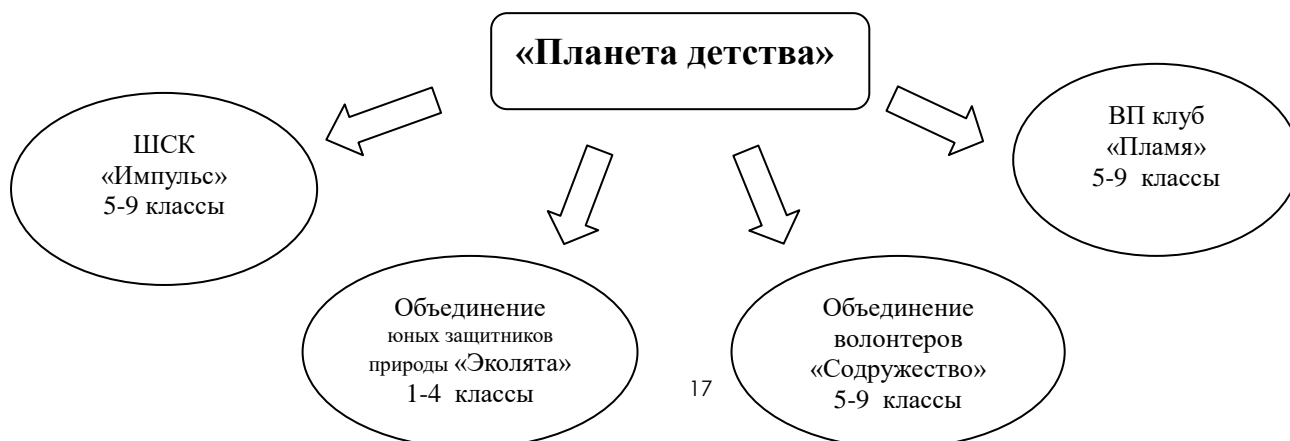 «Планета детства»
ШСК
«Импульс»
5-9 классы
ВП клуб
«Пламя»
5-9 классы
Объединение
юных защитников
природы «Эколята»
1-4 классы
Объединение
волонтеров
«Содружество»
5-9 классы
17